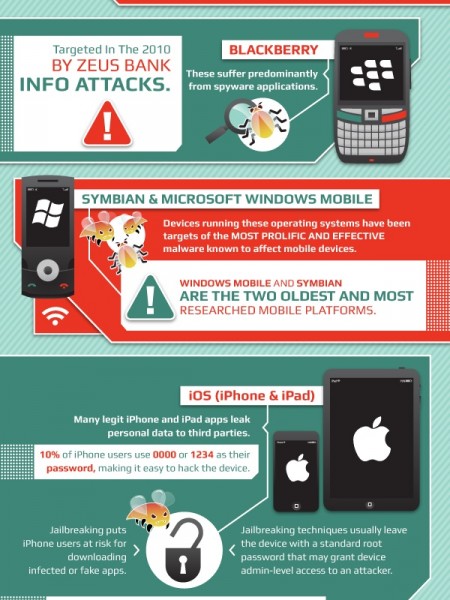 Targeted In The 2010
BY ZEUS BANK
INFO ATTACKS.
BLACKBERRY
These suffer predominantly
from spyware applications.
SYMBIAN & MICROSOFT WINDOWS MOBILE
Devices running these operating systems have been
targets of the MOST PROLIFIC AND EFFECTIVE
malware known to affect mobile devices.
WINDOWS MOBILE AND SYMBIAN
ARE THE TWO OLDEST AND MOST
RESEARCHED MOBILE PLATFORMS.
iOS (iPhone & iPad)
Many legit iPhone and iPad apps leak
personal data to third parties.
10% of iPhone users use 0000 or 1234 as their
password, making it easy to hack the device.
Jailbreaking puts
iPhone users at risk for
downloading
infected or fake apps.
Jailbreaking techniques usually leave
the device with a standard root
password that may grant device
admin-level access to an attacker.